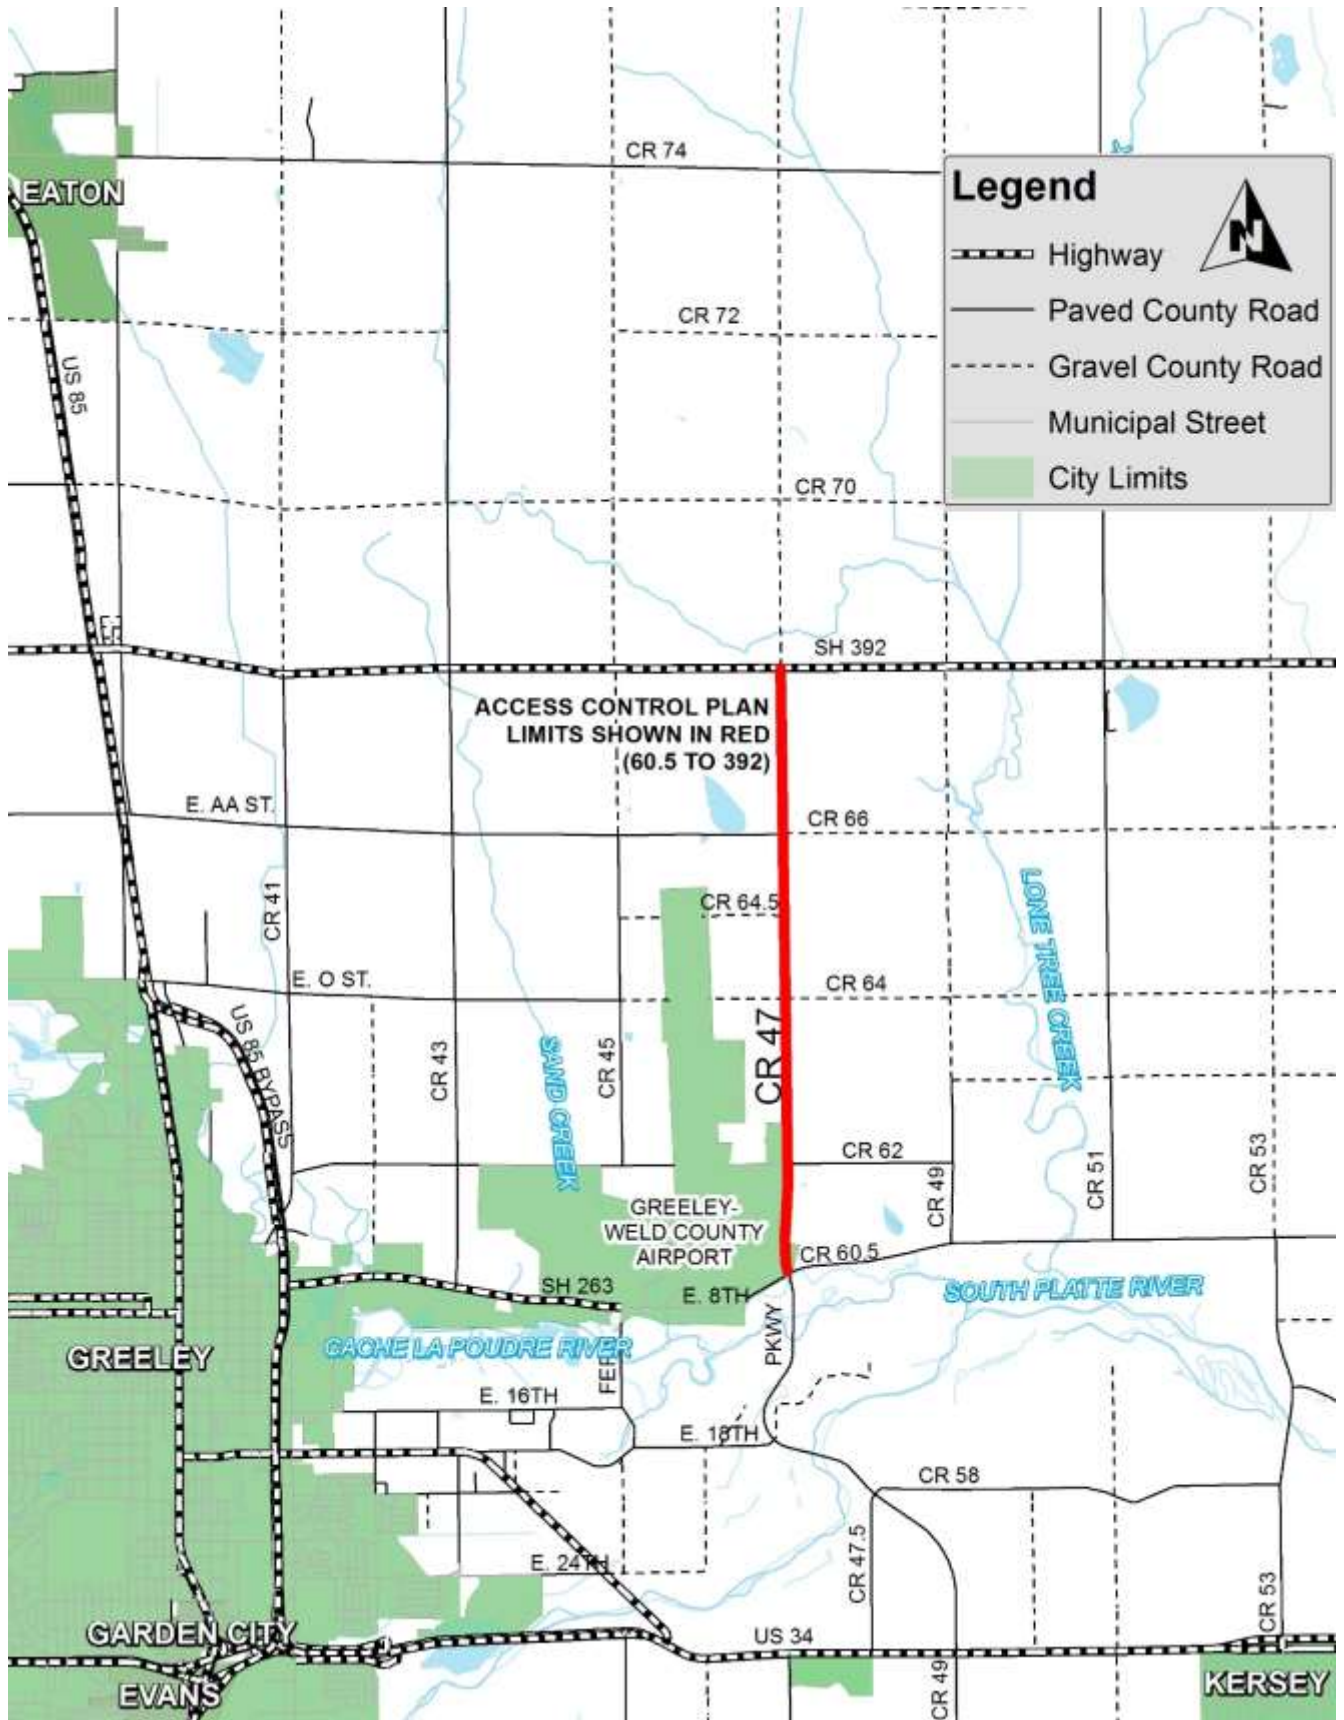 CR 74
EATON
Legend
N
Highway
Paved County Road
Gravel County Road
Municipal Street
City Limits
CR 72
US 85
CR 70
SH 392
ACCESS CONTROL PLAN
LIMITS SHOWN IN RED
(60.5 TO 392)
E. AA ST.
CR 66
CR 41
CR 64.5
LONE TREE CREEK
E. O ST.
CR 64
US 85 BYPASS
CR 43
SAND CREEK
CR 45
CR 47
CR 62
CR 49
CR 51
CR 53
GREELEY-
WELD COUNTY
AIRPORT
CR 60.5
SH 263
E. 8TH
SOUTH PLATTE RIVER
CACHE LA POUDRE RIVER
PKWY
GREELEY
FER
E. 16TH
E. 18TH
CR 58
E. 24TH
CR 47.5
CR 53
GARDEN CITY
US 34
EVANS
CR 49
KERSEY